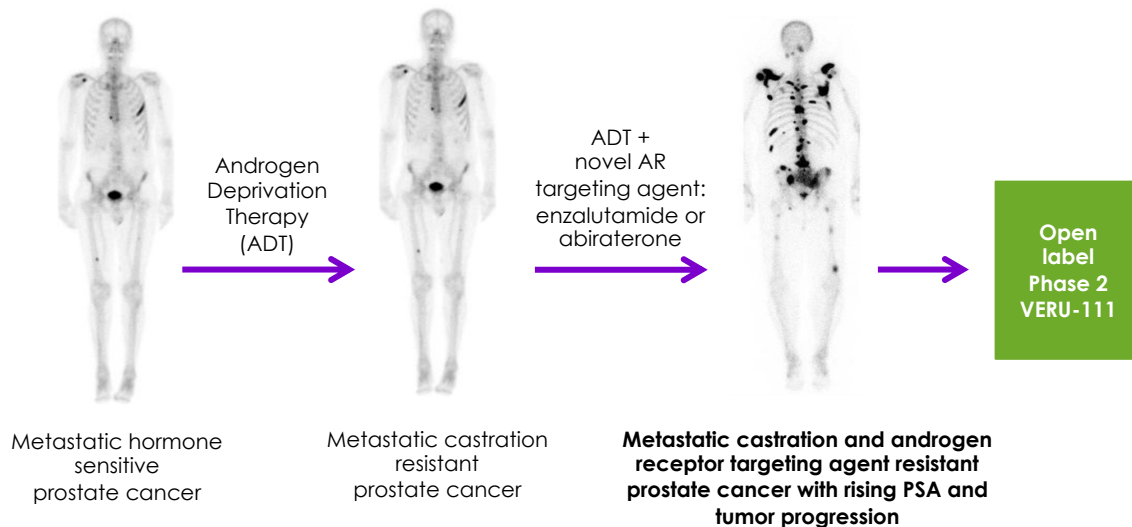 Androgen
Deprivation
Therapy
(ADT)
ADT +
novel AR
targeting agent:
enzalutamide or
abiraterone
Open
label
Phase 2
VERU-111
Metastatic hormone
sensitive
prostate cancer
Metastatic castration
resistant
prostate cancer
Metastatic castration and androgen
receptor targeting agent resistant
prostate cancer with rising PSA and
tumor progression